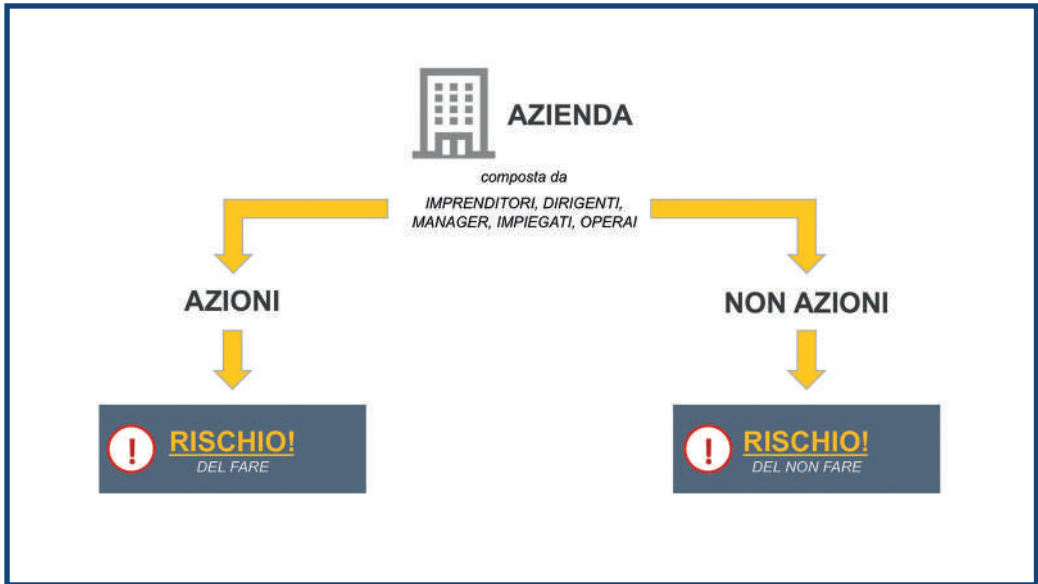 AZIENDA
composta da
IMPRENDITORI, DIRIGENTI,
MANAGER, IMPIEGATI, OPERAI
AZIONI
NON AZIONI
! RISCHIO!
DEL FARE
! RISCHIO!
DEL NON FARE